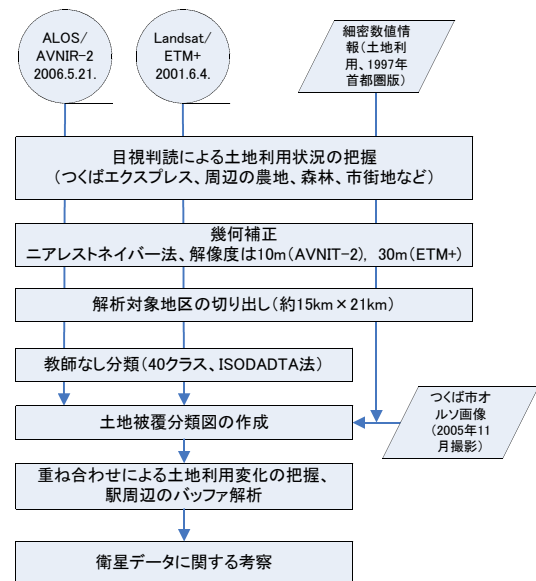 ALOS/
AVNIR-2
2006.5.21.
Landsat/
ETM+
2001.6.4.
細密数値情
報(土地利
用、1997年
首都圏版)
目視判読による土地利用状況の把握
(つくばエクスプレス、周辺の農地、森林、市街地など)
幾何補正
ニアレストネイバー法、解像度は10m(AVNIT-2), 30m(ETM+)
解析対象地区の切り出し(約15km×21km)
教師なし分類(40クラス、ISODADTA法)
つくば市オ
ルソ画像
(2005年11
月撮影)
土地被覆分類図の作成
重ね合わせによる土地利用変化の把握、
駅周辺のバッファ解析
衛星データに関する考察